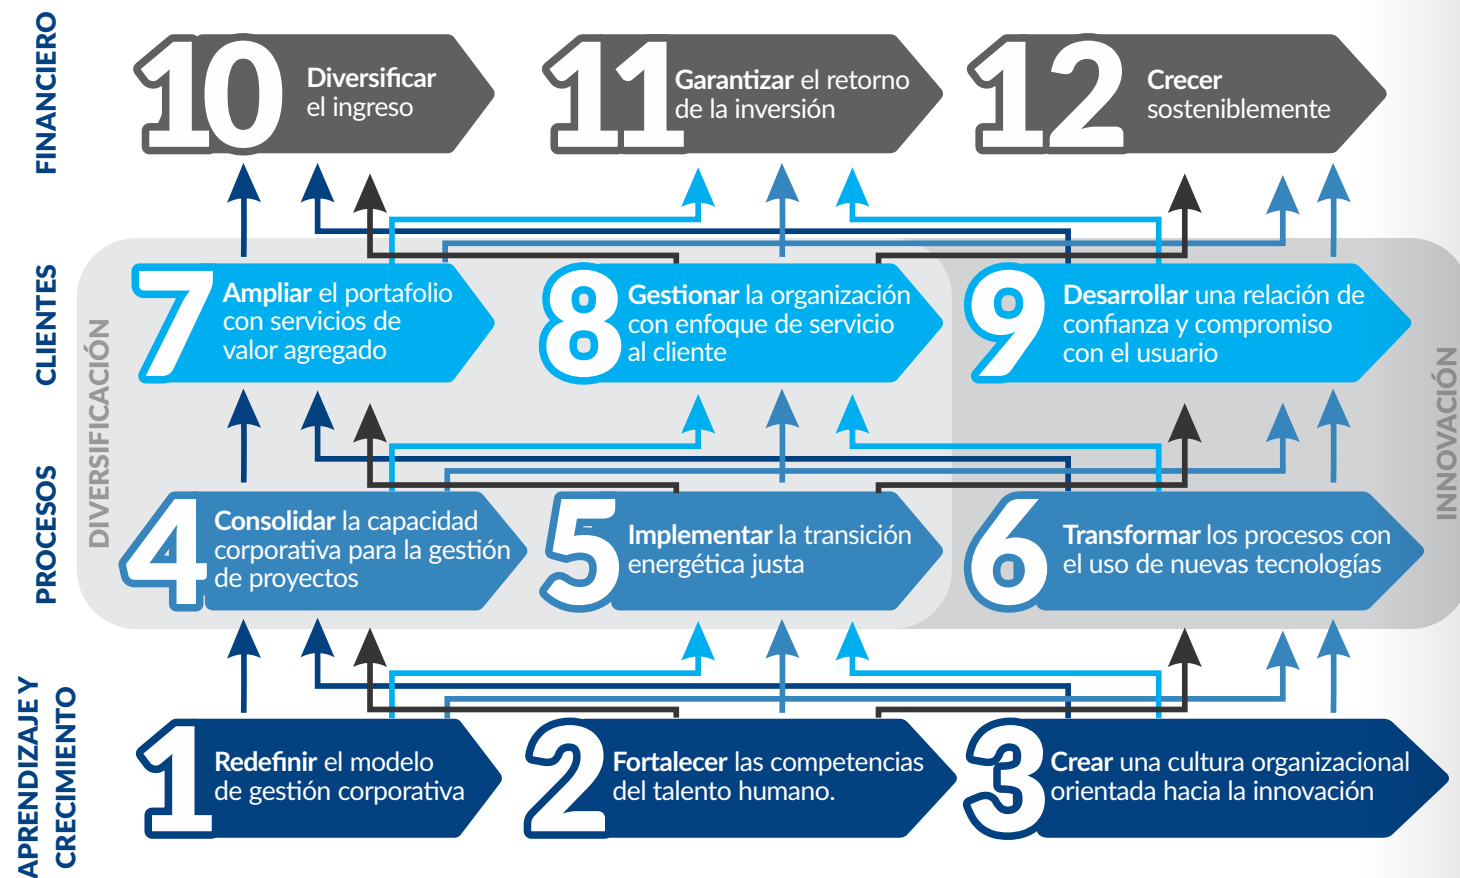 FINANCIERO
10
Diversificar
el ingreso
11
Garantizar el retorno
de la inversión
12
Crecer
sosteniblemente
CLIENTES
DIVERSIFICACIÓN
7
Ampliar el portafolio
con servicios de
valor agregado
8
Gestionar la organización
con enfoque de servicio
al cliente
9
Desarrollar una relación de
confianza y compromiso
con el usuario
INNOVACIÓN
PROCESOS
4
Consolidar la capacidad
corporativa para la gestión
de proyectos
5
Implementar la transición
energética justa
6
Transformar los procesos con
el uso de nuevas tecnologías
APRENDIZAJE Y
CRECIMIENTO
1
Redefinir el modelo
de gestión corporativa
2
Fortalecer las competencias
del talento humano.
3
Crear una cultura organizacional
orientada hacia la innovación